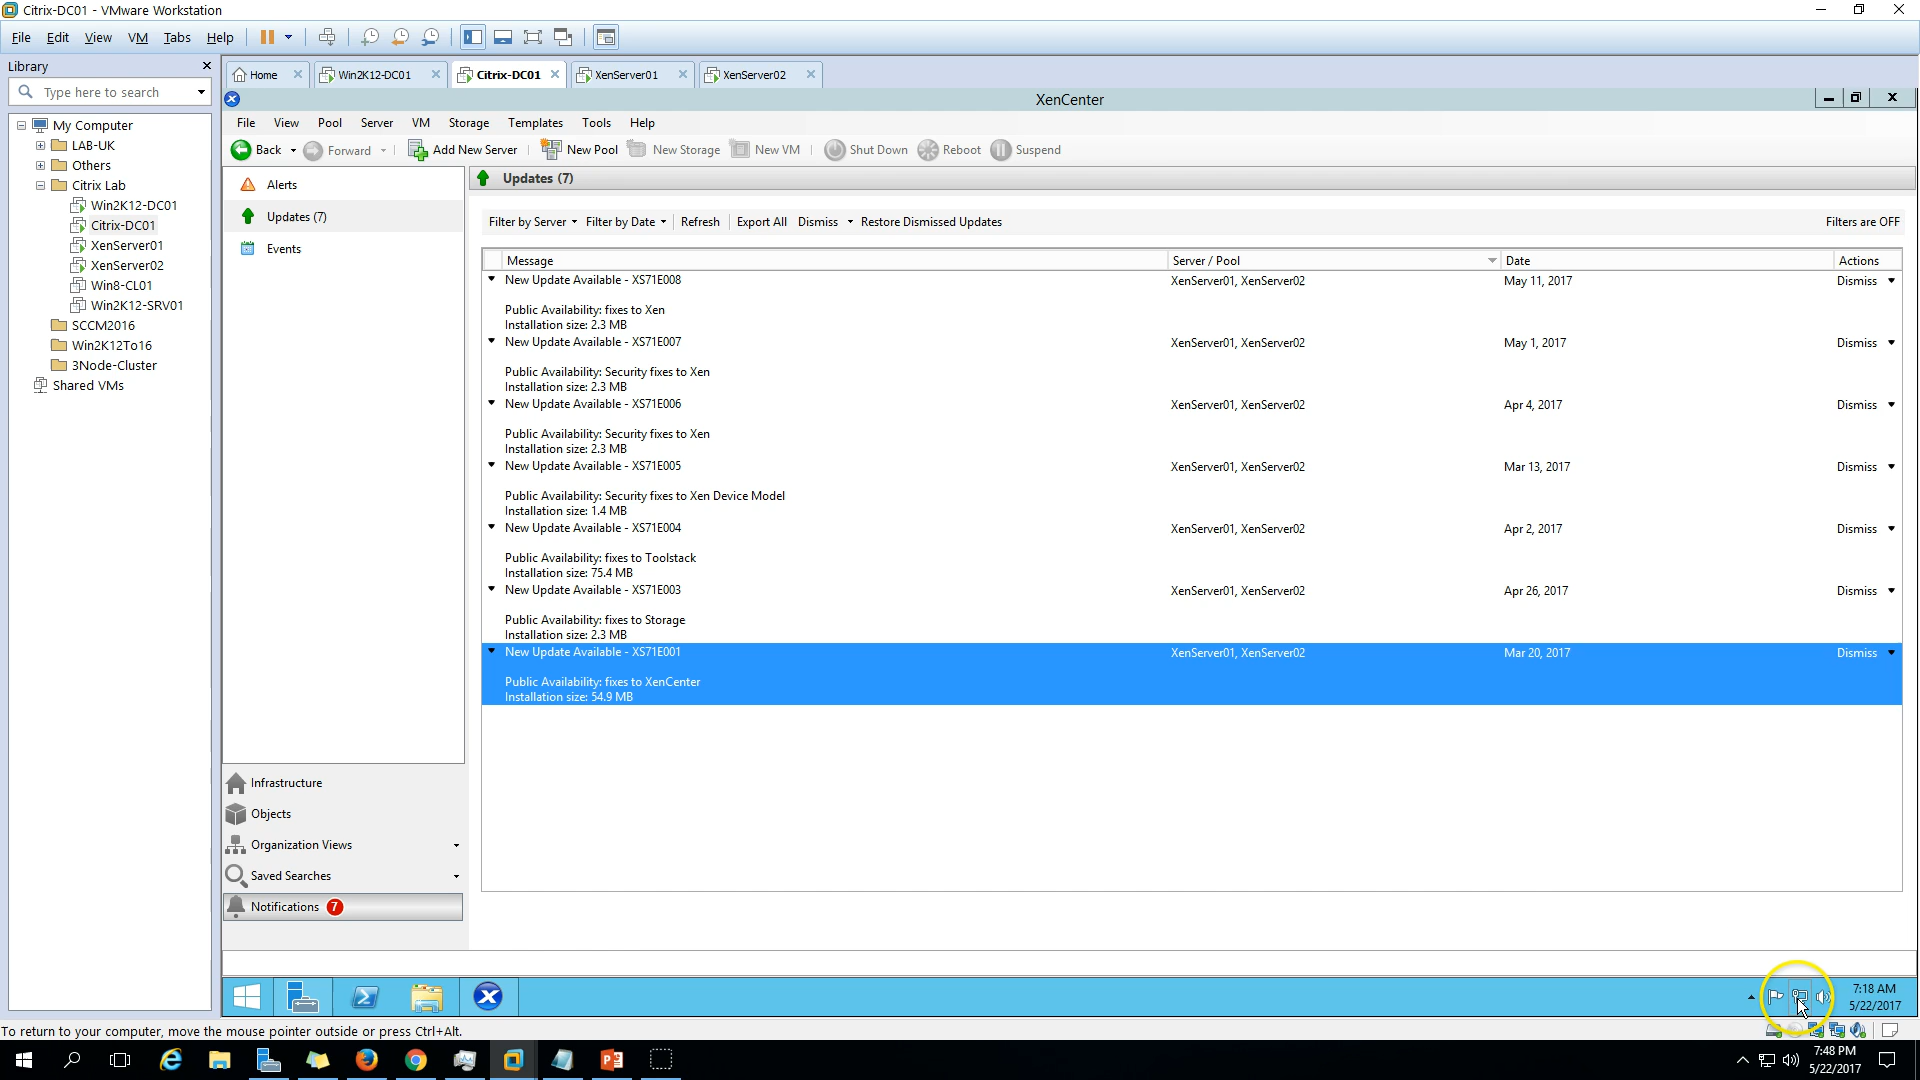 Citrix-DC01 - VMware Workstation
File Edit View VM Tabs Help
Library
Type here to search
My Computer
LAB-UK
Others
Citrix Lab
Win2K12-DC01
Citrix-DC01
XenServer01
XenServer02
Win8-CL01
Win2K12-SRV01
SCCM2016
Win2K12To16
3Node-Cluster
Shared VMs
Home Win2K12-DC01 Citrix-DC01 XenServer01 XenServer02
XenCenter
File View Pool Server VM Storage Templates Tools Help
Back Forward Add New Server New Pool New Storage New VM Shut Down Reboot Suspend
Alerts
Updates (7)
Events
Infrastructure
Objects
Organization Views
Saved Searches
Notifications 7
Updates (7)
Filter by Server Filter by Date Refresh Export All Dismiss Restore Dismissed Updates Filters are OFF
Message Server / Pool Date Actions
New Update Available - XS71E008 XenServer01, XenServer02 May 11, 2017 Dismiss
Public Availability: fixes to Xen
Installation size: 2.3 MB
New Update Available - XS71E007 XenServer01, XenServer02 May 1, 2017 Dismiss
Public Availability: Security fixes to Xen
Installation size: 2.3 MB
New Update Available - XS71E006 XenServer01, XenServer02 Apr 4, 2017 Dismiss
Public Availability: Security fixes to Xen
Installation size: 2.3 MB
New Update Available - XS71E005 XenServer01, XenServer02 Mar 13, 2017 Dismiss
Public Availability: Security fixes to Xen Device Model
Installation size: 1.4 MB
New Update Available - XS71E004 XenServer01, XenServer02 Apr 2, 2017 Dismiss
Public Availability: fixes to Toolstack
Installation size: 75.4 MB
New Update Available - XS71E003 XenServer01, XenServer02 Apr 26, 2017 Dismiss
Public Availability: fixes to Storage
Installation size: 2.3 MB
New Update Available - XS71E001 XenServer01, XenServer02 Mar 20, 2017 Dismiss
Public Availability: fixes to XenCenter
Installation size: 54.9 MB
7:18 AM
5/22/2017
To return to your computer, move the mouse pointer outside or press Ctrl+Alt.
7:48 PM
5/22/2017